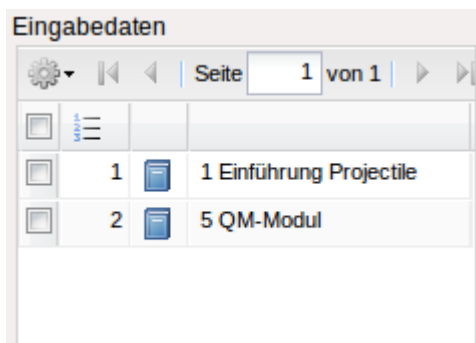 Eingabedaten
Seite 1 von 1
1 1 Einführung Projectile
2 5 QM-Modul